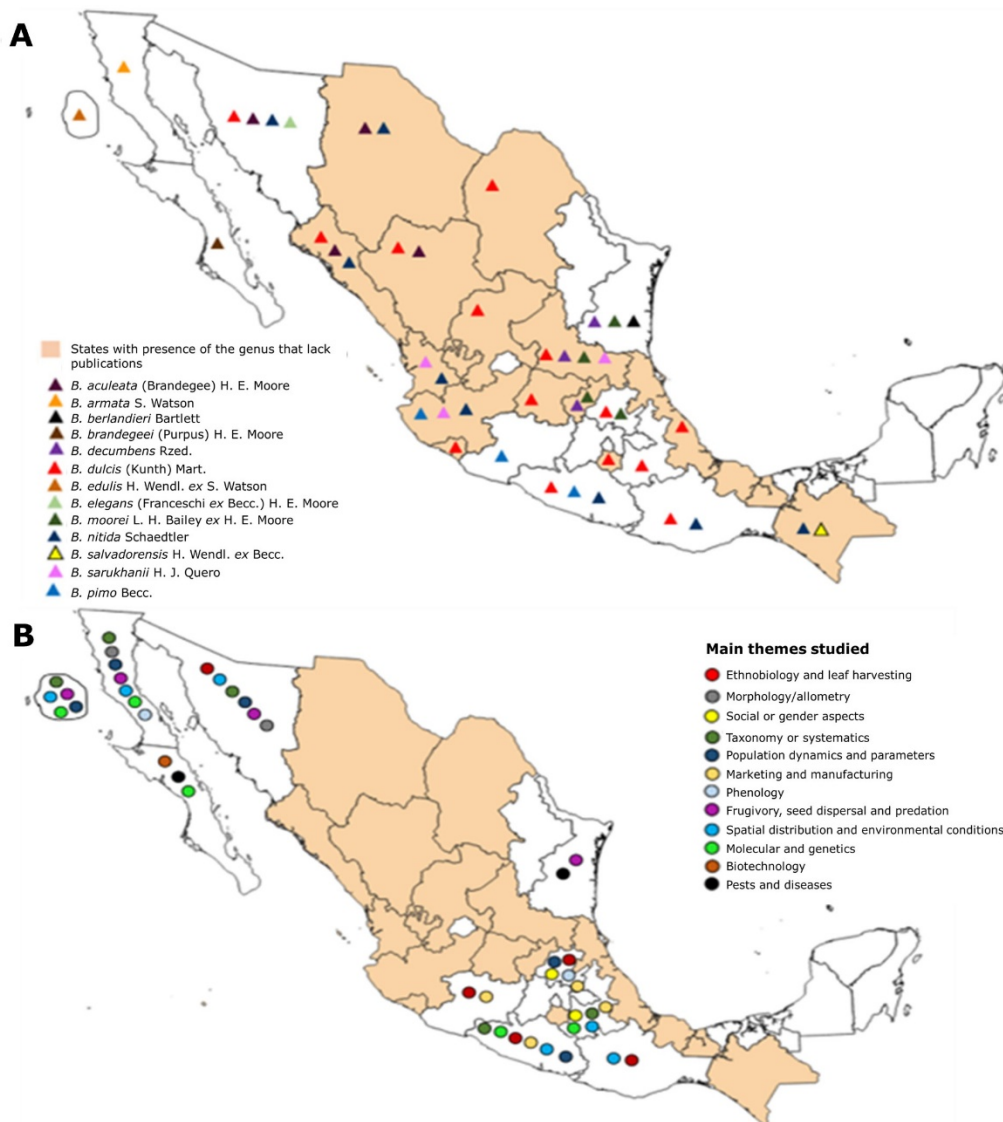 A
States with presence of the genus that lack
publications
B. aculeata (Brandegee) H. E. Moore
B. armata S. Watson
B. berlandieri Bartlett
B. brandegeei (Purpus) H. E. Moore
B. decumbens Rzed.
B. dulcis (Kunth) Mart.
B. edulis H. Wendl. ex S. Watson
B. elegans (Franceschi ex Becc.) H. E. Moore
B. moorei L. H. Bailey ex H. E. Moore
B. nitida Schaedtler
B. salvadorensis H. Wendl. ex Becc.
B. sarukhanii H. J. Quero
B. pimo Becc.
B
Main themes studied
Ethnobiology and leaf harvesting
Morphology/allometry
Social or gender aspects
Taxonomy or systematics
Population dynamics and parameters
Marketing and manufacturing
Phenology
Frugivory, seed dispersal and predation
Spatial distribution and environmental conditions
Molecular and genetics
Biotechnology
Pests and diseases